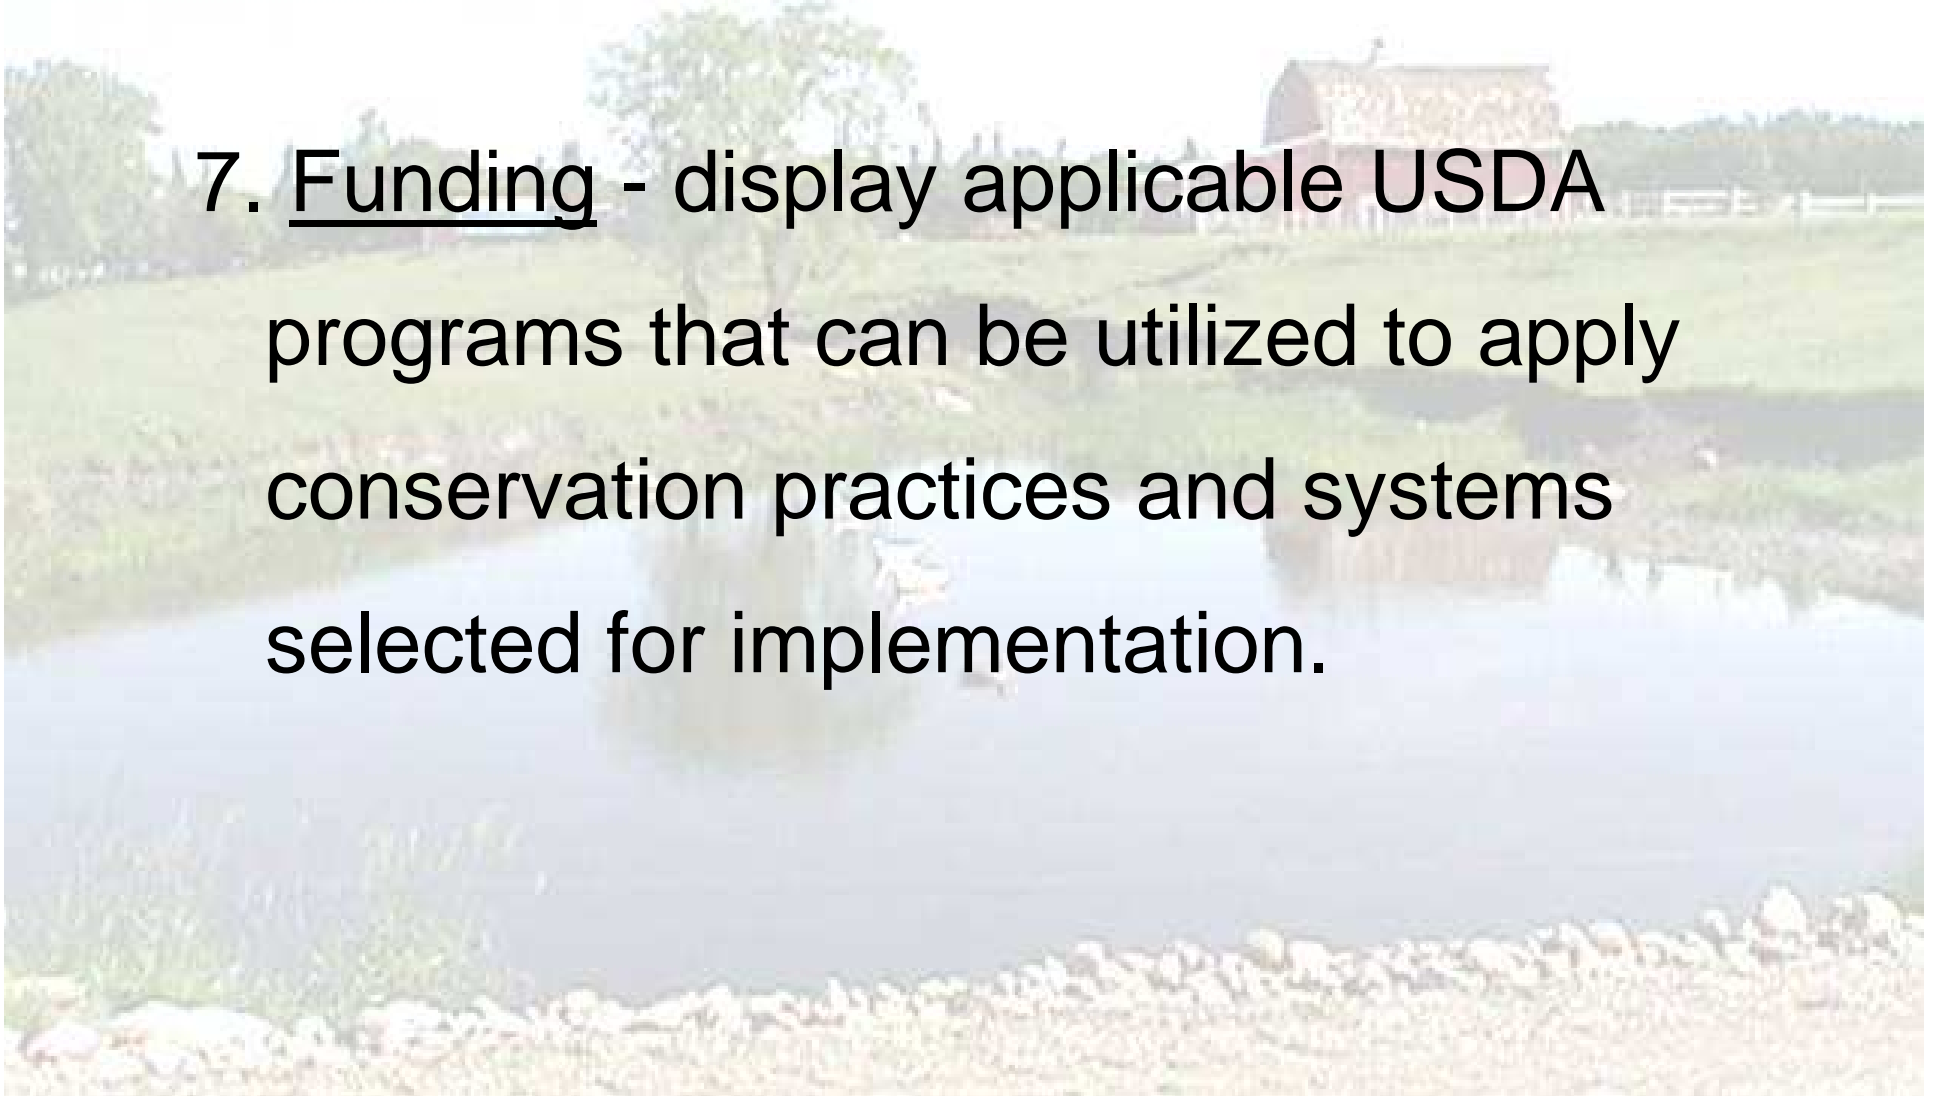 7. Funding - display applicable USDA
programs that can be utilized to apply
conservation practices and systems
selected for implementation.